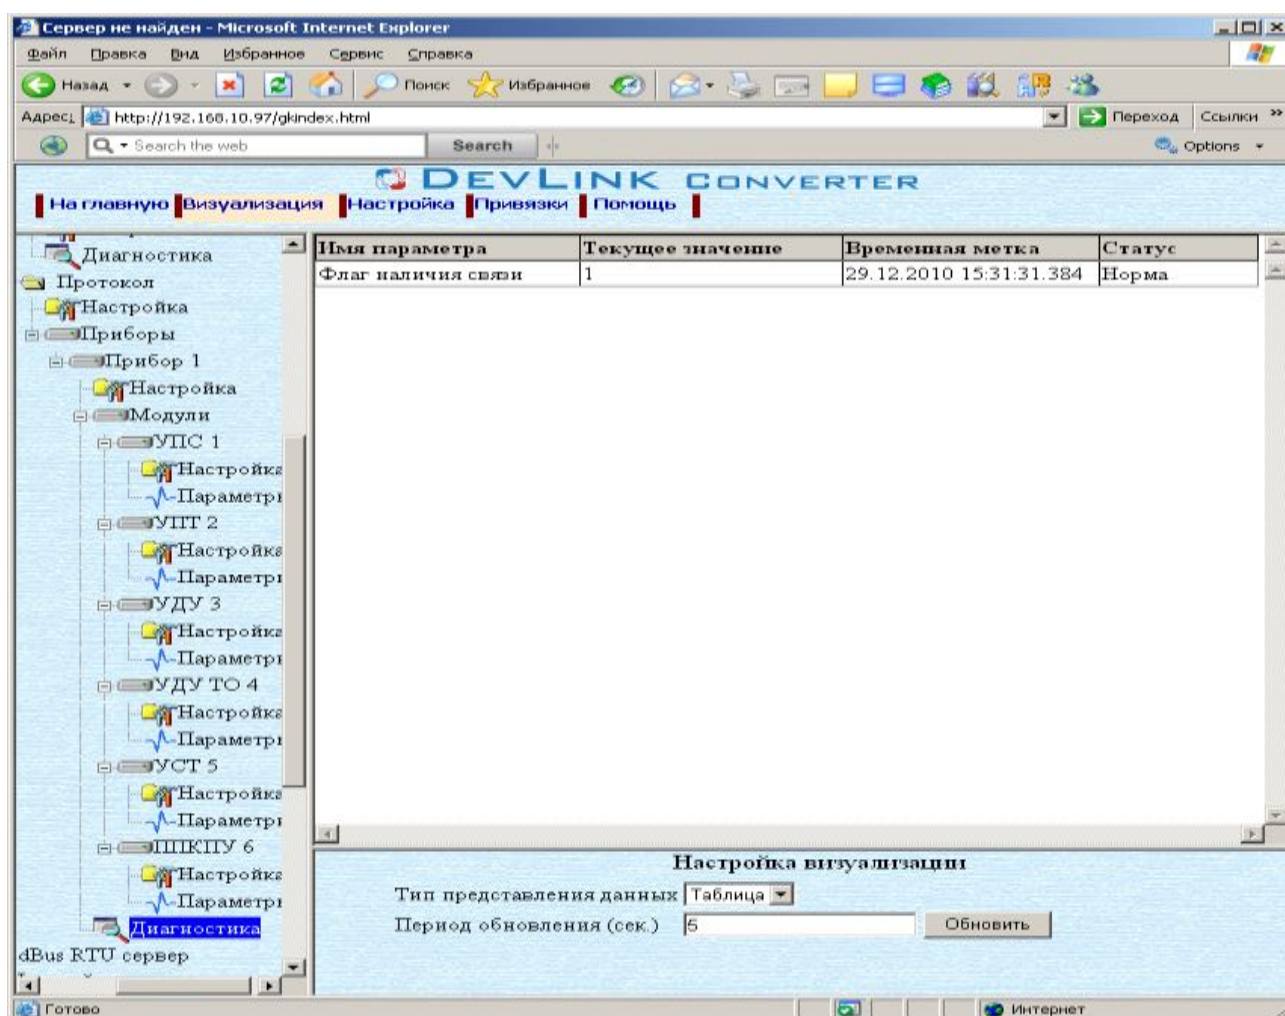 Сервер не найден - Microsoft Internet Explorer
Файл Правка Вид Избранное Сервис Справка
Назад Поиск Избранное
Адрес: http://192.168.10.97/gkindex.html Переход Ссылки »
Search the web Search Options
DEVLINK CONVERTER
На главную Визуализация Настройка Привязки Помощь
Имя параметра Текущее значение Временная метка Статус
Флаг наличия связи 1 29.12.2010 15:31:31.384 Норма
Диагностика
Протокол
Настройка
Приборы
Прибор 1
Настройка
Модули
УПС 1
Настройка
Параметры
УПТ 2
Настройка
Параметры
УДУ 3
Настройка
Параметры
УДУ ТО 4
Настройка
Параметры
УСТ 5
Настройка
Параметры
ППКПУ 6
Настройка
Параметры
Диагностика
dBus RTU сервер
Настройка визуализации
Тип представления данных Таблица
Период обновления (сек.) 5 Обновить
Готово Интернет